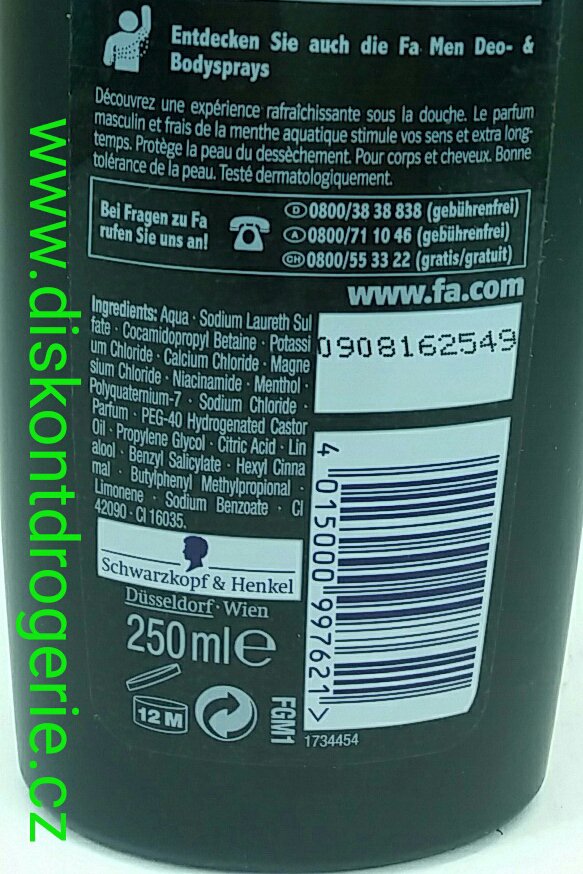 Entdecken Sie auch die Fa Men Deo- &
Bodysprays
Découvrez une expérience rafraîchissante sous la douche. Le parfum
masculin et frais de la menthe aquatique stimule vos sens et extra long-
temps. Protège la peau du dessèchement. Pour corps et cheveux. Bonne
tolérance de la peau. Testé dermatologiquement.
Bei Fragen zu Fa
rufen Sie uns an!
D 0800/38 38 838 (gebührenfrei)
A 0800/71 10 46 (gebührenfrei)
CH 0800/55 33 22 (gratis/gratuit)
www.fa.com
Ingredients: Aqua · Sodium Laureth Sul
fate · Cocamidopropyl Betaine · Potassi
um Chloride · Calcium Chloride · Magne
sium Chloride · Niacinamide · Menthol ·
Polyquaternium-7 · Sodium Chloride ·
Parfum · PEG-40 Hydrogenated Castor
Oil · Propylene Glycol · Citric Acid · Lin
alool · Benzyl Salicylate · Hexyl Cinna
mal · Butylphenyl Methylpropional ·
Limonene · Sodium Benzoate · CI
42090 · CI 16035.
0908162549
4 015000 997621 >
Schwarzkopf & Henkel
Düsseldorf · Wien
250ml e
12 M
FGM1
1734454
www.diskontdrogerie.cz